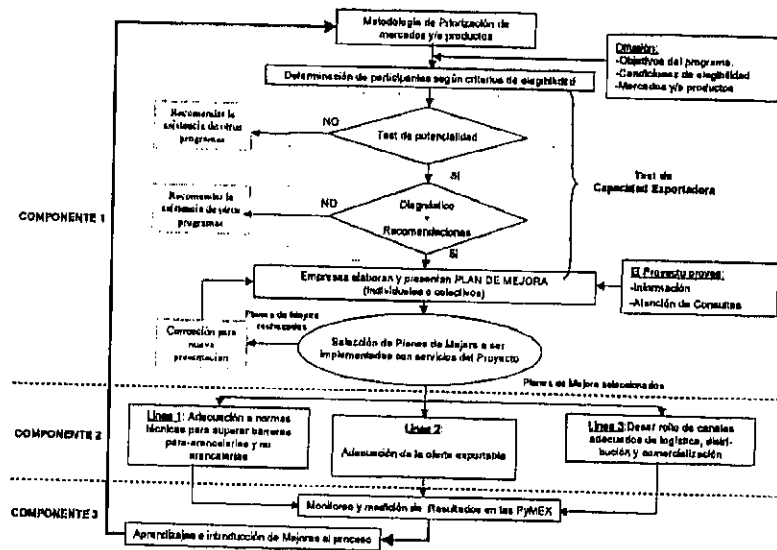 Metodología de Priorización de
mercados y/o productos
Difusión:
-Objetivos del programa.
-Condiciones de elegibilidad
-Mercados y/o productos
Determinación de participantes según criterios de elegibilidad
Recomendar la
existencia de otros
programas
NO
Test de potencialidad
SI
Test de
Capacidad Exportadora
Recomendar la
existencia de otros
programas
NO
Diagnóstico
+
Recomendaciones
SI
COMPONENTE 1
Empresas elaboran y presentan PLAN DE MEJORA
(Individuales o colectivos)
El Proyecto provee:
-Información
-Atención de Consultas
Planes de Mejora
rechazados
Corrección para
nueva
presentación
Selección de Planes de Mejora a ser
implementados con servicios del Proyecto
Planes de Mejora seleccionados
COMPONENTE 2
Línea 1: Adecuación a normas
técnicas para superar barreras
para-arancelarias y no
arancelarias
Línea 2:
Adecuación de la oferta exportable
Línea 3: Desarrollo de canales
adecuados de logística, distri-
bución y comercialización
COMPONENTE 3
Monitoreo y medición de Resultados en las PyMEX
Aprendizajes e introducción de Mejoras al proceso